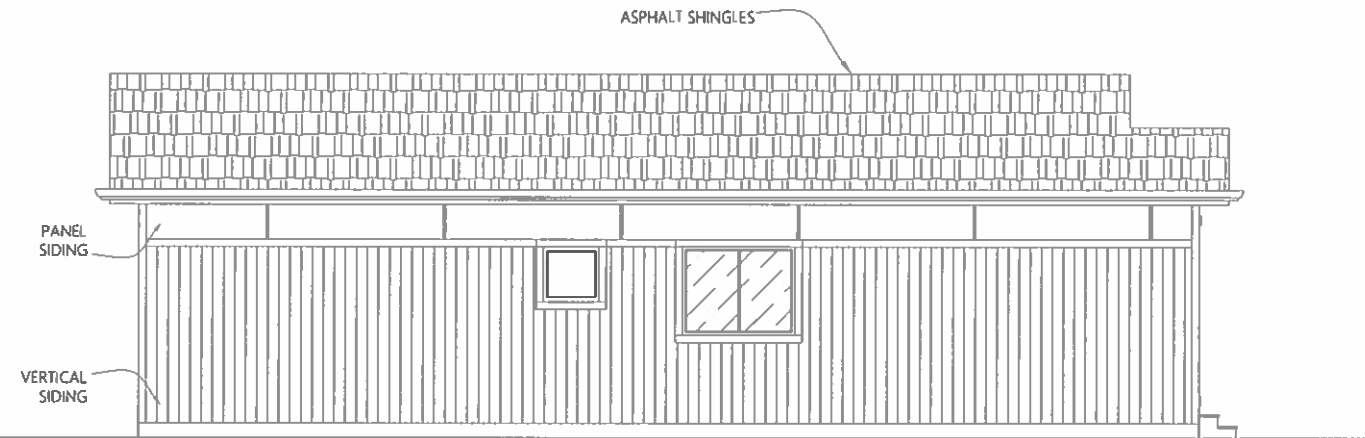 ASPHALT SHINGLES
PANEL
SIDING
VERTICAL
SIDING